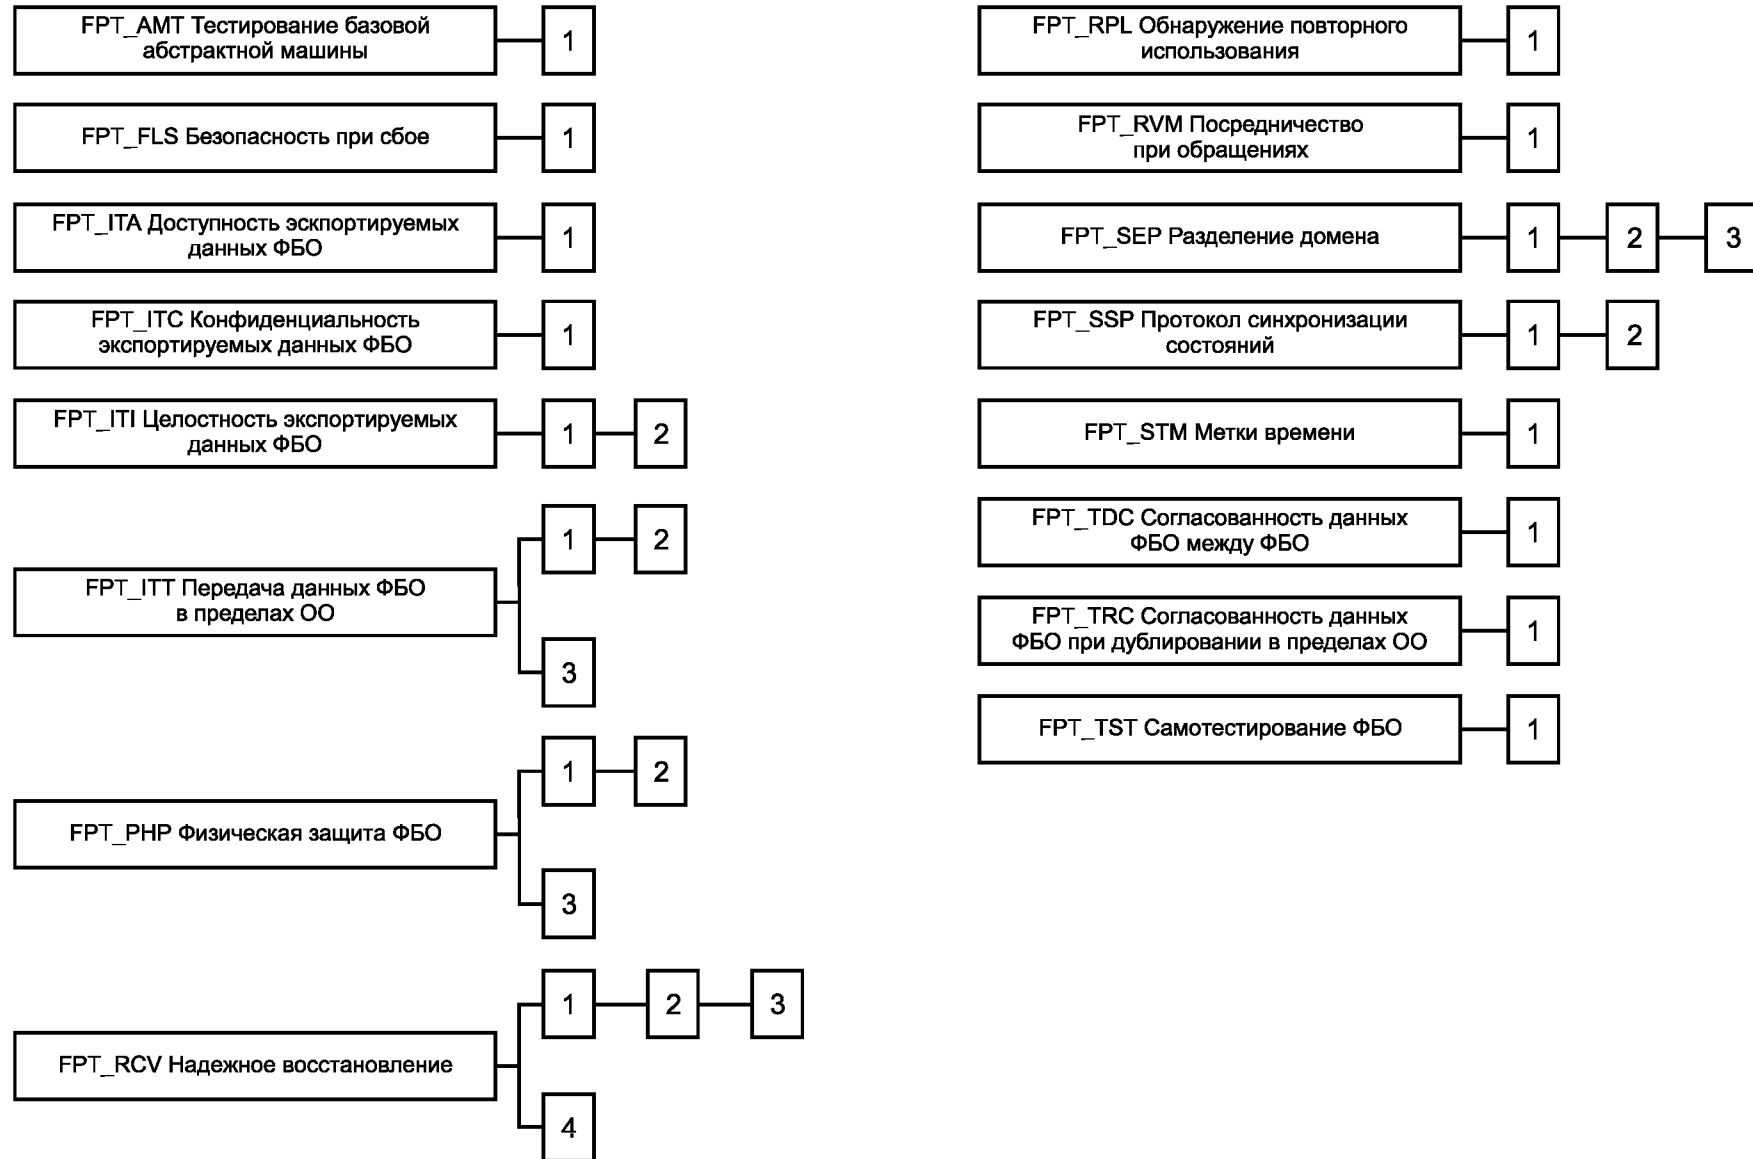 FPT_AMT Тестирование базовой
абстрактной машины
1
FPT_FLS Безопасность при сбое
1
FPT_ITA Доступность эскпортируемых
данных ФБО
1
FPT_ITC Конфиденциальность
экспортируемых данных ФБО
1
FPT_ITI Целостность экспортируемых
данных ФБО
1 2
1 2
FPT_ITT Передача данных ФБО
в пределах ОО
3
1 2
FPT_PHP Физическая защита ФБО
3
1 2 3
FPT_RCV Надежное восстановление
4
FPT_RPL Обнаружение повторного
использования
1
FPT_RVM Посредничество
при обращениях
1
FPT_SEP Разделение домена
1 2 3
FPT_SSP Протокол синхронизации
состояний
1 2
FPT_STM Метки времени
1
FPT_TDC Согласованность данных
ФБО между ФБО
1
FPT_TRC Согласованность данных
ФБО при дублировании в пределах ОО
1
FPT_TST Самотестирование ФБО
1